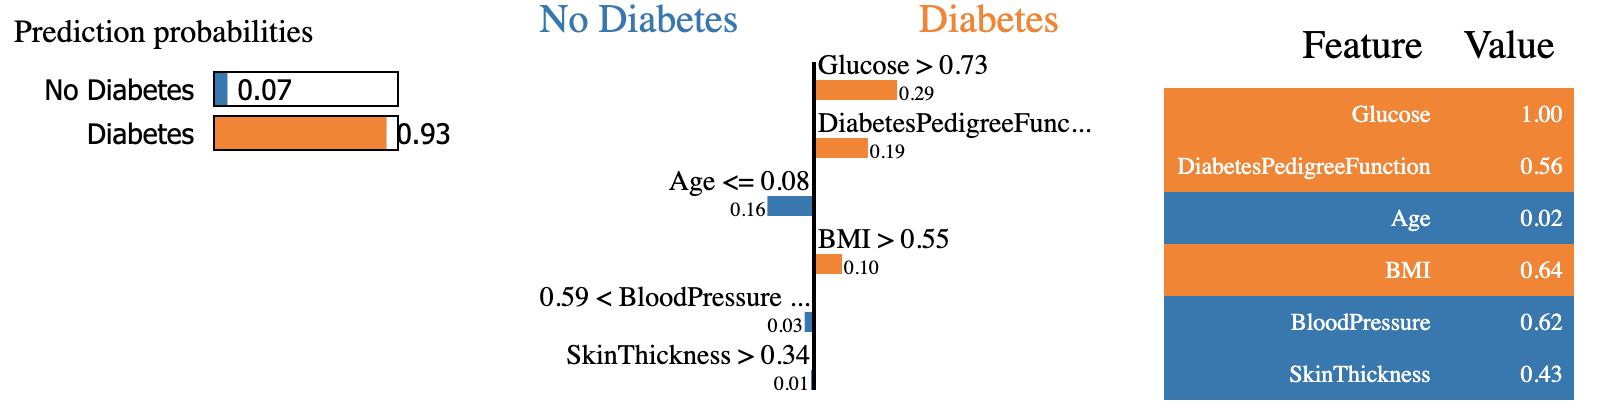 Prediction probabilities
No Diabetes 0.07
Diabetes 0.93
No Diabetes Diabetes
Glucose > 0.73
0.29
DiabetesPedigreeFunc...
0.19
Age <= 0.08
0.16
BMI > 0.55
0.10
0.59 < BloodPressure ...
0.03
SkinThickness > 0.34
0.01
Feature Value
Glucose 1.00
DiabetesPedigreeFunction 0.56
Age 0.02
BMI 0.64
BloodPressure 0.62
SkinThickness 0.43